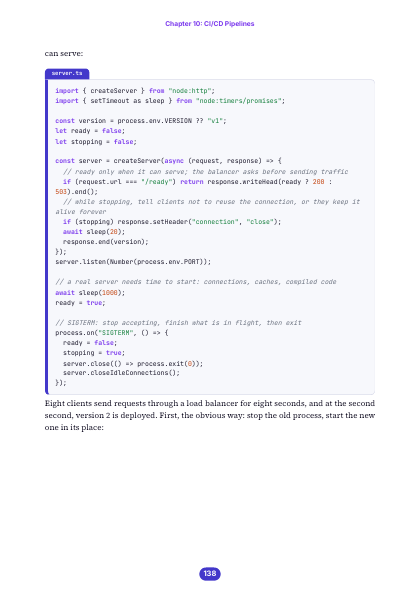 Chapter 10: CI/CD Pipelines
can serve:
server.ts
import { createServer } from "node:http";
import { setTimeout as sleep } from "node:timers/promises";
const version = process.env.VERSION ?? "v1";
let ready = false;
let stopping = false;
const server = createServer(async (request, response) => {
// ready only when it can serve; the balancer asks before sending traffic
if (request.url === "/ready") return response.writeHead(ready ? 200 :
503).end();
// while stopping, tell clients not to reuse the connection, or they keep it
alive forever
if (stopping) response.setHeader("connection", "close");
await sleep(20);
response.end(version);
});
server.listen(Number(process.env.PORT));
// a real server needs time to start: connections, caches, compiled code
await sleep(1000);
ready = true;
// SIGTERM: stop accepting, finish what is in flight, then exit
process.on("SIGTERM", () => {
ready = false;
stopping = true;
server.close(() => process.exit(0));
server.closeIdleConnections();
});
Eight clients send requests through a load balancer for eight seconds, and at the second
second, version 2 is deployed. First, the obvious way: stop the old process, start the new
one in its place:
138